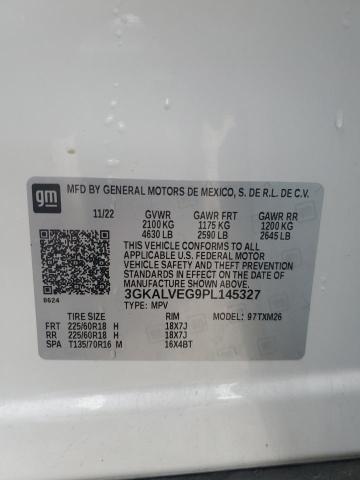 gm
MFD BY GENERAL MOTORS DE MEXICO, S. DE R.L. DE C.V.
11/22 GVWR GAWR FRT GAWR RR
2100 KG 1175 KG 1200 KG
4630 LB 2590 LB 2645 LB
THIS VEHICLE CONFORMS TO ALL
APPLICABLE U.S. FEDERAL MOTOR
VEHICLE SAFETY, BUMPER, AND THEFT
PREVENTION STANDARDS IN EFFECT ON THE
DATE OF MANUFACTURE SHOWN ABOVE.
3GKALVEG9PL145327
0624 TYPE: MPV
TIRE SIZE RIM MODEL: 97TXM26
FRT 225/60R18 H 18X7J
RR 225/60R18 H 18X7J
SPA T135/70R16 M 16X4BT